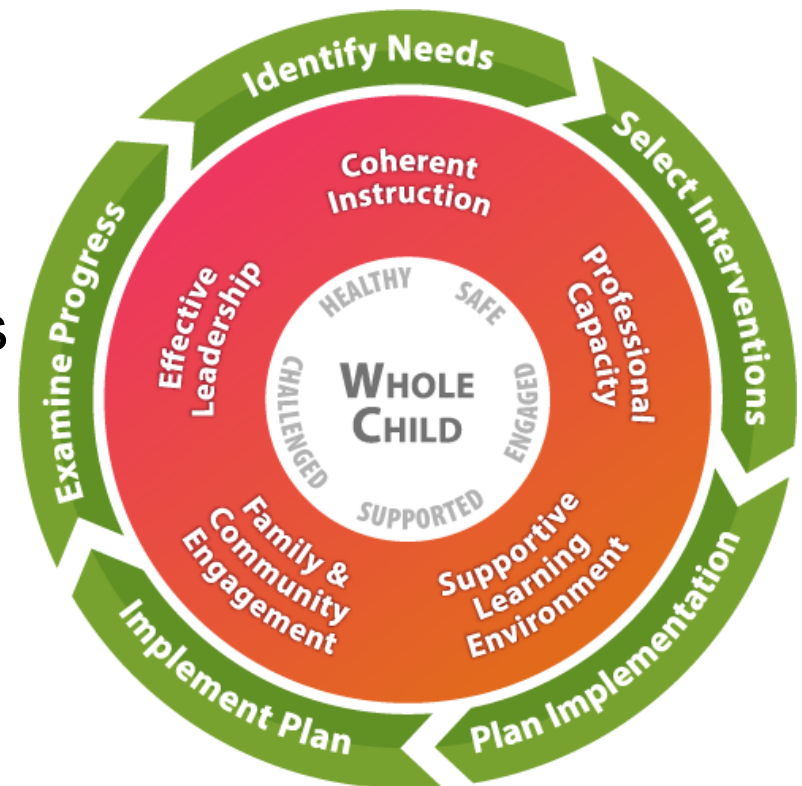 Identify Needs
Select Interventions
Plan Implementation
Implement Plan
Examine Progress
Coherent
Instruction
Professional
Capacity
Supportive
Learning
Environment
Family &
Community
Engagement
Effective
Leadership
HEALTHY
SAFE
ENGAGED
SUPPORTED
CHALLENGED
WHOLE
CHILD
s